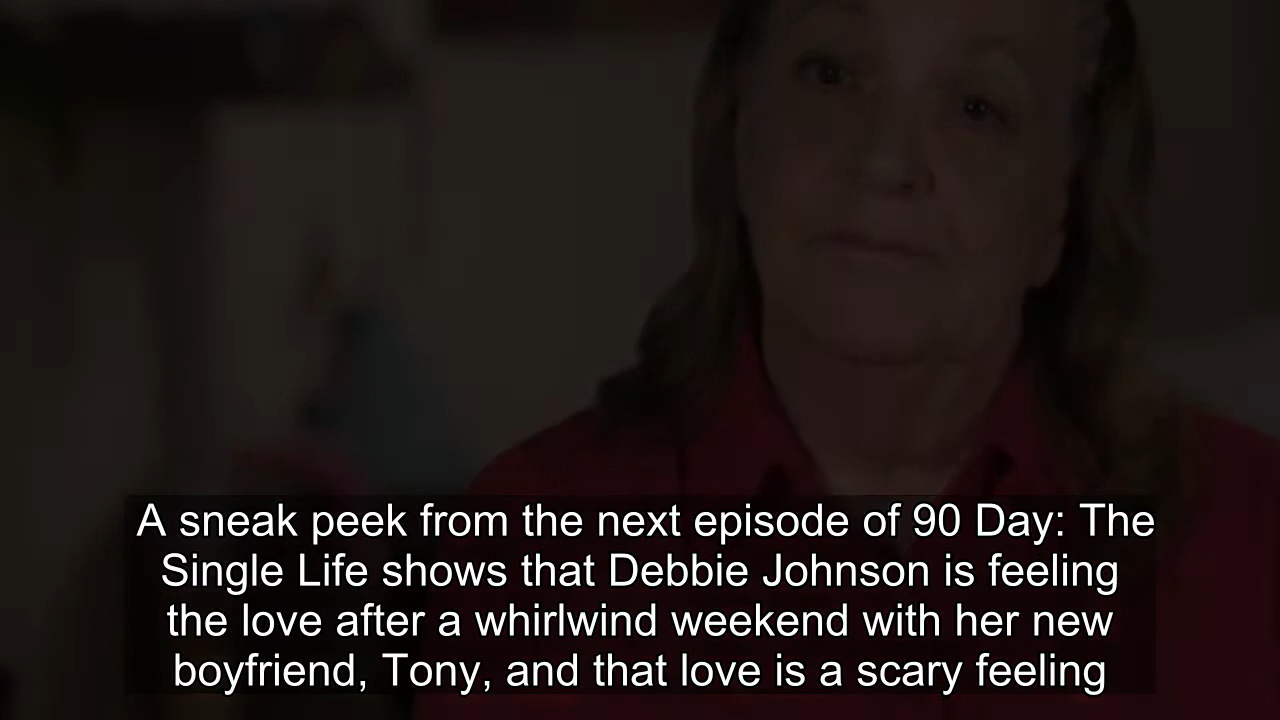 A sneak peek from the next episode of 90 Day: The
Single Life shows that Debbie Johnson is feeling
the love after a whirlwind weekend with her new
boyfriend, Tony, and that love is a scary feeling